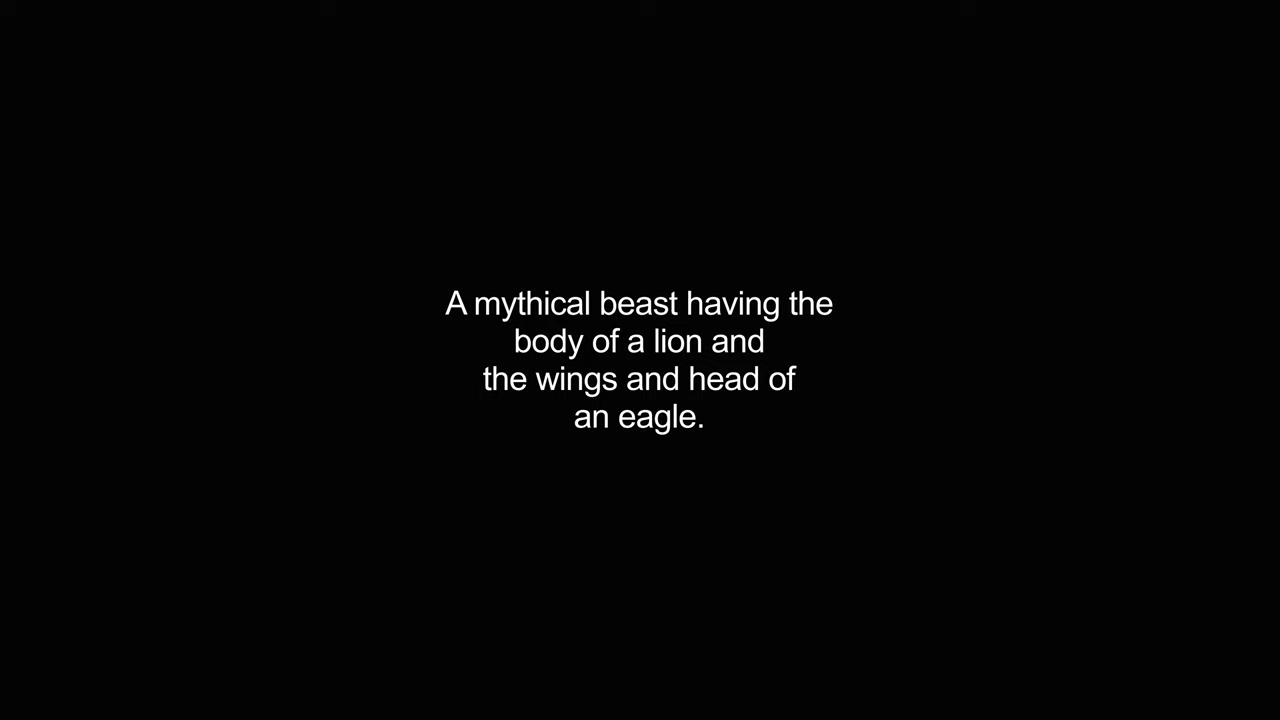 A mythical beast having the
body of a lion and
the wings and head of
an eagle.